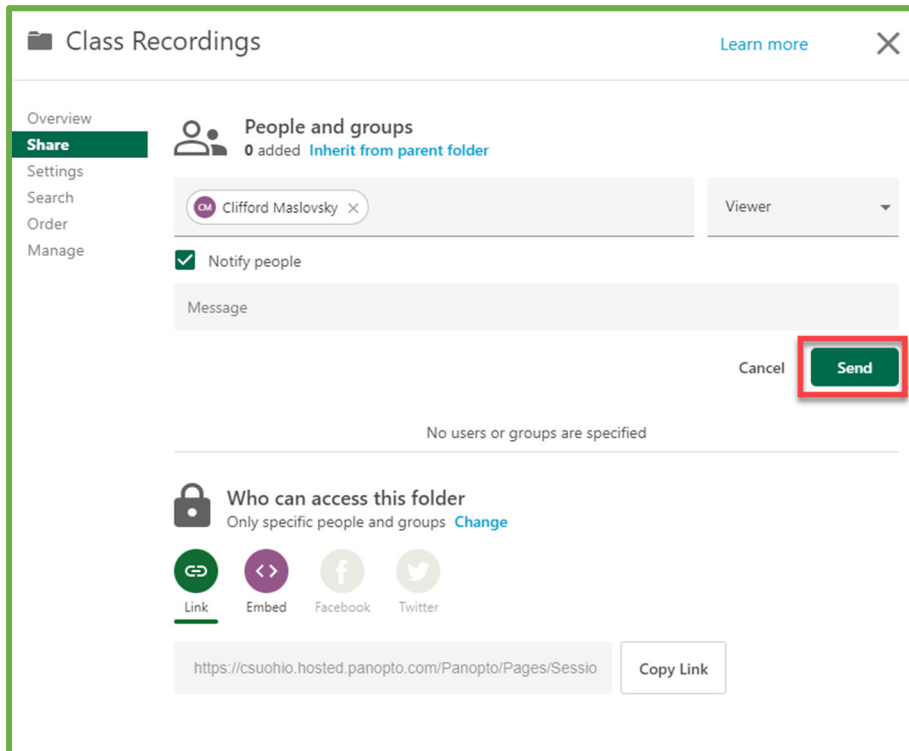 Class Recordings
Learn more
Overview
Share
Settings
Search
Order
Manage
People and groups
0 added Inherit from parent folder
CM Clifford Maslovsky
Viewer
Notify people
Message
Cancel
Send
No users or groups are specified
Who can access this folder
Only specific people and groups Change
Link
Embed
Facebook
Twitter
https://csuohio.hosted.panopto.com/Panopto/Pages/Sessio
Copy Link